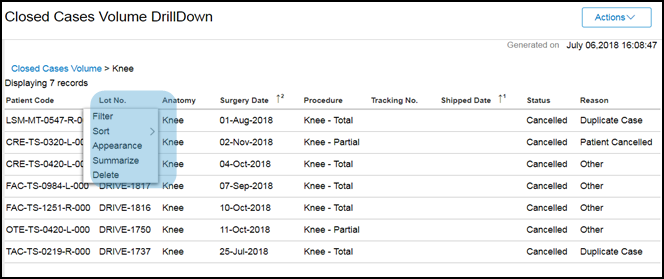 Closed Cases Volume DrillDown
Actions
Generated on July 06,2018 16:08:47
Closed Cases Volume > Knee
Displaying 7 records
Patient Code Lot No. Anatomy Surgery Date ↑2 Procedure Tracking No. Shipped Date ↑1 Status Reason
LSM-MT-0547-R-00 Knee 01-Aug-2018 Knee - Total Cancelled Duplicate Case
CRE-TS-0320-L-000 Knee 02-Nov-2018 Knee - Partial Cancelled Patient Cancelled
CRE-TS-0420-L-000 Knee 04-Oct-2018 Knee - Total Cancelled Other
FAC-TS-0984-L-000 DRIVE-1817 Knee 07-Sep-2018 Knee - Total Cancelled Other
FAC-TS-1251-R-000 DRIVE-1816 Knee 10-Oct-2018 Knee - Total Cancelled Other
OTE-TS-0420-L-000 DRIVE-1750 Knee 11-Oct-2018 Knee - Partial Cancelled Other
TAC-TS-0219-R-000 DRIVE-1737 Knee 25-Jul-2018 Knee - Total Cancelled Duplicate Case
Filter
Sort
Appearance
Summarize
Delete